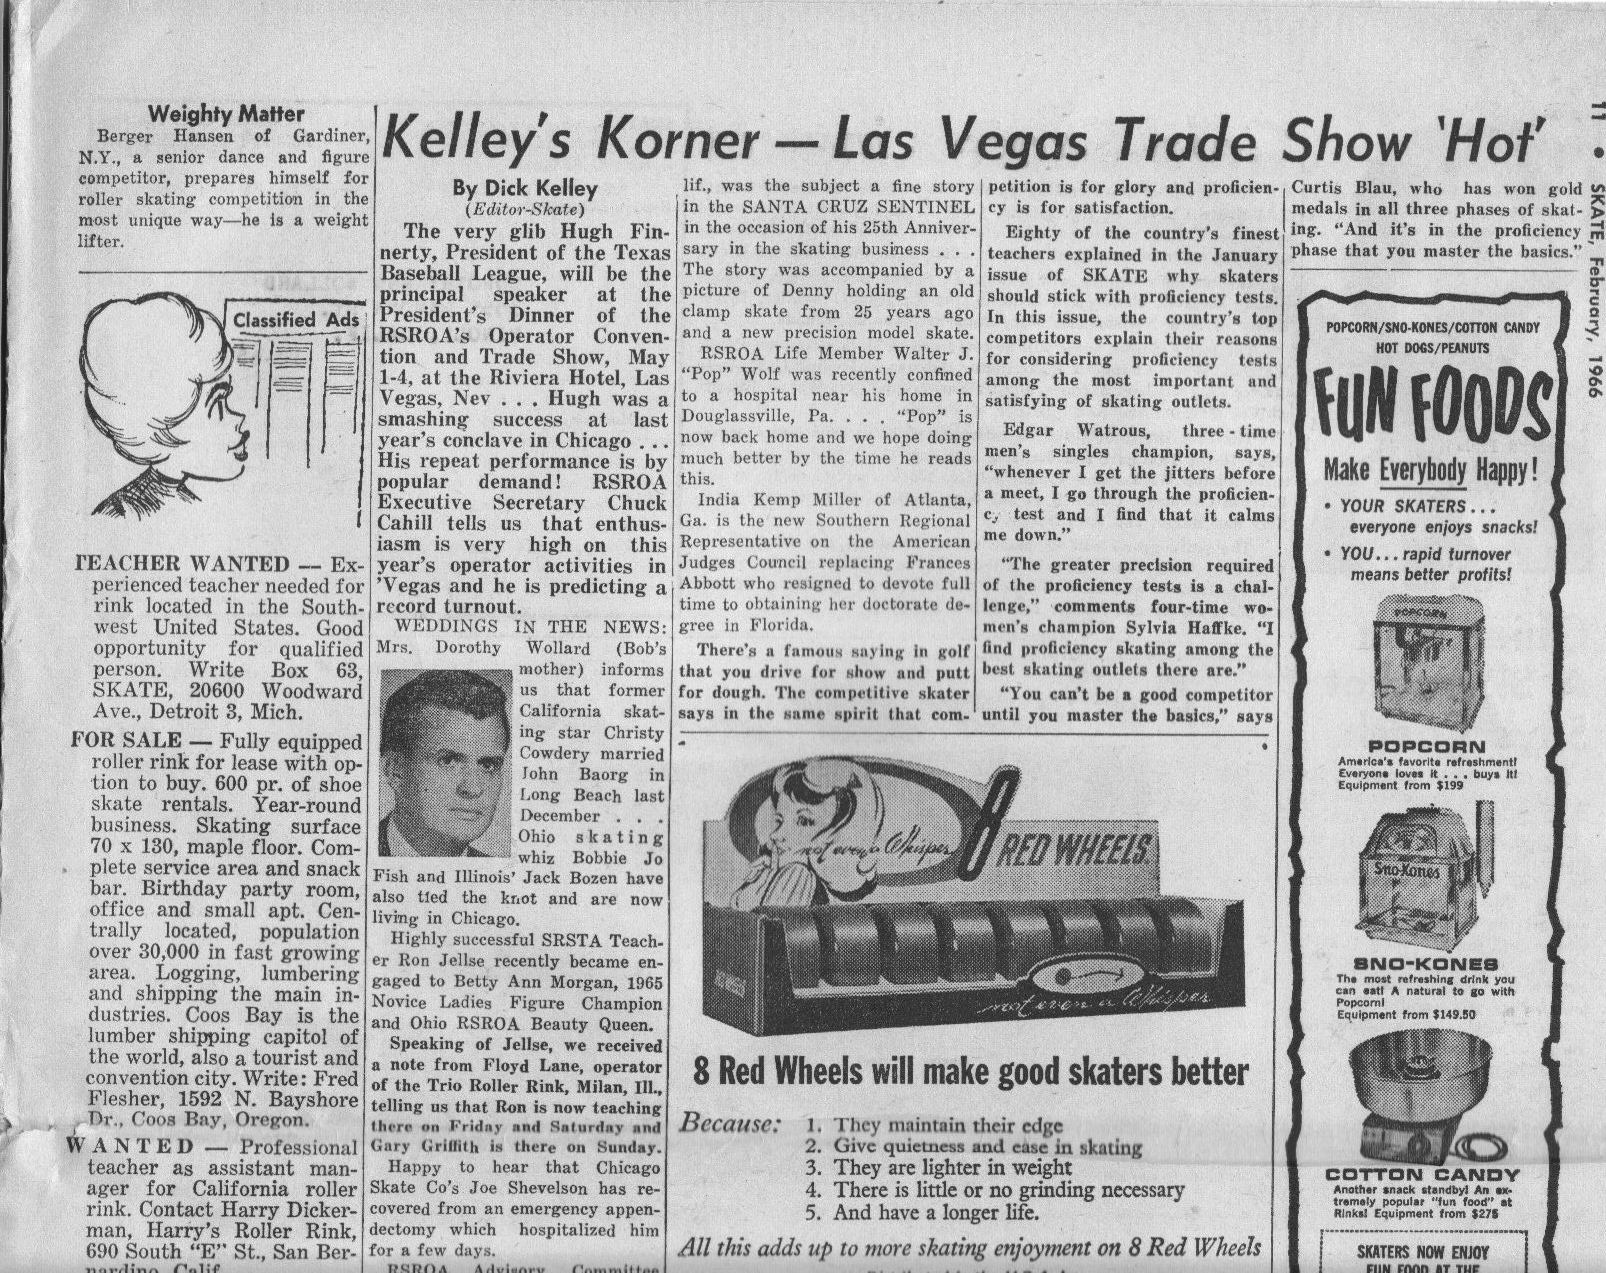 Weighty Matter
Berger Hansen of Gardiner,
N.Y., a senior dance and figure
competitor, prepares himself for
roller skating competition in the
most unique way—he is a weight
lifter.
Classified Ads
TEACHER WANTED — Ex-
perienced teacher needed for
rink located in the South-
west United States. Good
opportunity for qualified
person. Write Box 63,
SKATE, 20600 Woodward
Ave., Detroit 3, Mich.
FOR SALE — Fully equipped
roller rink for lease with op-
tion to buy. 600 pr. of shoe
skate rentals. Year-round
business. Skating surface
70 x 130, maple floor. Com-
plete service area and snack
bar. Birthday party room,
office and small apt. Cen-
trally located, population
over 30,000 in fast growing
area. Logging, lumbering
and shipping the main in-
dustries. Coos Bay is the
lumber shipping capitol of
the world, also a tourist and
convention city. Write: Fred
Flesher, 1592 N. Bayshore
Dr., Coos Bay, Oregon.
WANTED — Professional
teacher as assistant man-
ager for California roller
rink. Contact Harry Dicker-
man, Harry's Roller Rink,
690 South "E" St., San Ber-
nardino, Calif.
Kelley's Korner — Las Vegas Trade Show 'Hot'
By Dick Kelley
(Editor-Skate)
The very glib Hugh Fin-
nerty, President of the Texas
Baseball League, will be the
principal speaker at the
President's Dinner of the
RSROA's Operator Conven-
tion and Trade Show, May
1-4, at the Riviera Hotel, Las
Vegas, Nev . . . Hugh was a
smashing success at last
year's conclave in Chicago . . .
His repeat performance is by
popular demand! RSROA
Executive Secretary Chuck
Cahill tells us that enthus-
iasm is very high on this
year's operator activities in
'Vegas and he is predicting a
record turnout.
WEDDINGS IN THE NEWS:
Mrs. Dorothy Wollard (Bob's
mother) informs
us that former
California skat-
ing star Christy
Cowdery married
John Baorg in
Long Beach last
December . . .
Ohio skating
whiz Bobbie Jo
Fish and Illinois' Jack Bozen have
also tied the knot and are now
living in Chicago.
Highly successful SRSTA Teach-
er Ron Jellse recently became en-
gaged to Betty Ann Morgan, 1965
Novice Ladies Figure Champion
and Ohio RSROA Beauty Queen.
Speaking of Jellse, we received
a note from Floyd Lane, operator
of the Trio Roller Rink, Milan, Ill.,
telling us that Ron is now teaching
there on Friday and Saturday and
Gary Griffith is there on Sunday.
Happy to hear that Chicago
Skate Co's Joe Shevelson has re-
covered from an emergency appen-
dectomy which hospitalized him
for a few days.
RSROA Advisory Committee
lif., was the subject a fine story
in the SANTA CRUZ SENTINEL
in the occasion of his 25th Anniver-
sary in the skating business . . .
The story was accompanied by a
picture of Denny holding an old
clamp skate from 25 years ago
and a new precision model skate.
RSROA Life Member Walter J.
"Pop" Wolf was recently confined
to a hospital near his home in
Douglassville, Pa. . . . "Pop" is
now back home and we hope doing
much better by the time he reads
this.
India Kemp Miller of Atlanta,
Ga. is the new Southern Regional
Representative on the American
Judges Council replacing Frances
Abbott who resigned to devote full
time to obtaining her doctorate de-
gree in Florida.
There's a famous saying in golf
that you drive for show and putt
for dough. The competitive skater
says in the same spirit that com-
petition is for glory and proficien-
cy is for satisfaction.
Eighty of the country's finest
teachers explained in the January
issue of SKATE why skaters
should stick with proficiency tests.
In this issue, the country's top
competitors explain their reasons
for considering proficiency tests
among the most important and
satisfying of skating outlets.
Edgar Watrous, three-time
men's singles champion, says,
"whenever I get the jitters before
a meet, I go through the proficien-
cy test and I find that it calms
me down."
"The greater precision required
of the proficiency tests is a chal-
lenge," comments four-time wo-
men's champion Sylvia Haffke. "I
find proficiency skating among the
best skating outlets there are."
"You can't be a good competitor
until you master the basics," says
Curtis Blau, who has won gold
medals in all three phases of skat-
ing. "And it's in the proficiency
phase that you master the basics."
not even a Whisper
8 RED WHEELS
not even a Whisper
8 Red Wheels will make good skaters better
Because: 1. They maintain their edge
2. Give quietness and ease in skating
3. They are lighter in weight
4. There is little or no grinding necessary
5. And have a longer life.
All this adds up to more skating enjoyment on 8 Red Wheels
POPCORN/SNO-KONES/COTTON CANDY
HOT DOGS/PEANUTS
FUN FOODS
Make Everybody Happy!
• YOUR SKATERS...
everyone enjoys snacks!
• YOU...rapid turnover
means better profits!
POPCORN
POPCORN
America's favorite refreshment!
Everyone loves it . . . buys it!
Equipment from $199
Sno-Kones
SNO-KONES
The most refreshing drink you
can eat! A natural to go with
Popcorn!
Equipment from $149.50
COTTON CANDY
Another snack standby! An ex-
tremely popular "fun food" at
Rinks! Equipment from $275
SKATERS NOW ENJOY
FUN FOOD AT THE
11 • SKATE, February, 1966